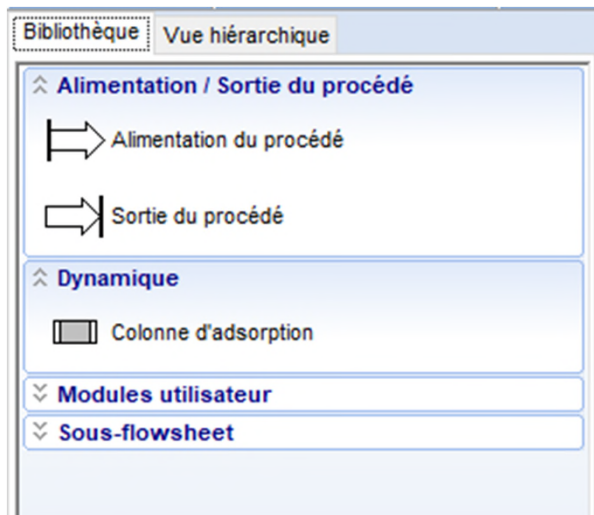 Bibliothèque Vue hiérarchique
Alimentation / Sortie du procédé
Alimentation du procédé
Sortie du procédé
Dynamique
Colonne d'adsorption
Modules utilisateur
Sous-flowsheet